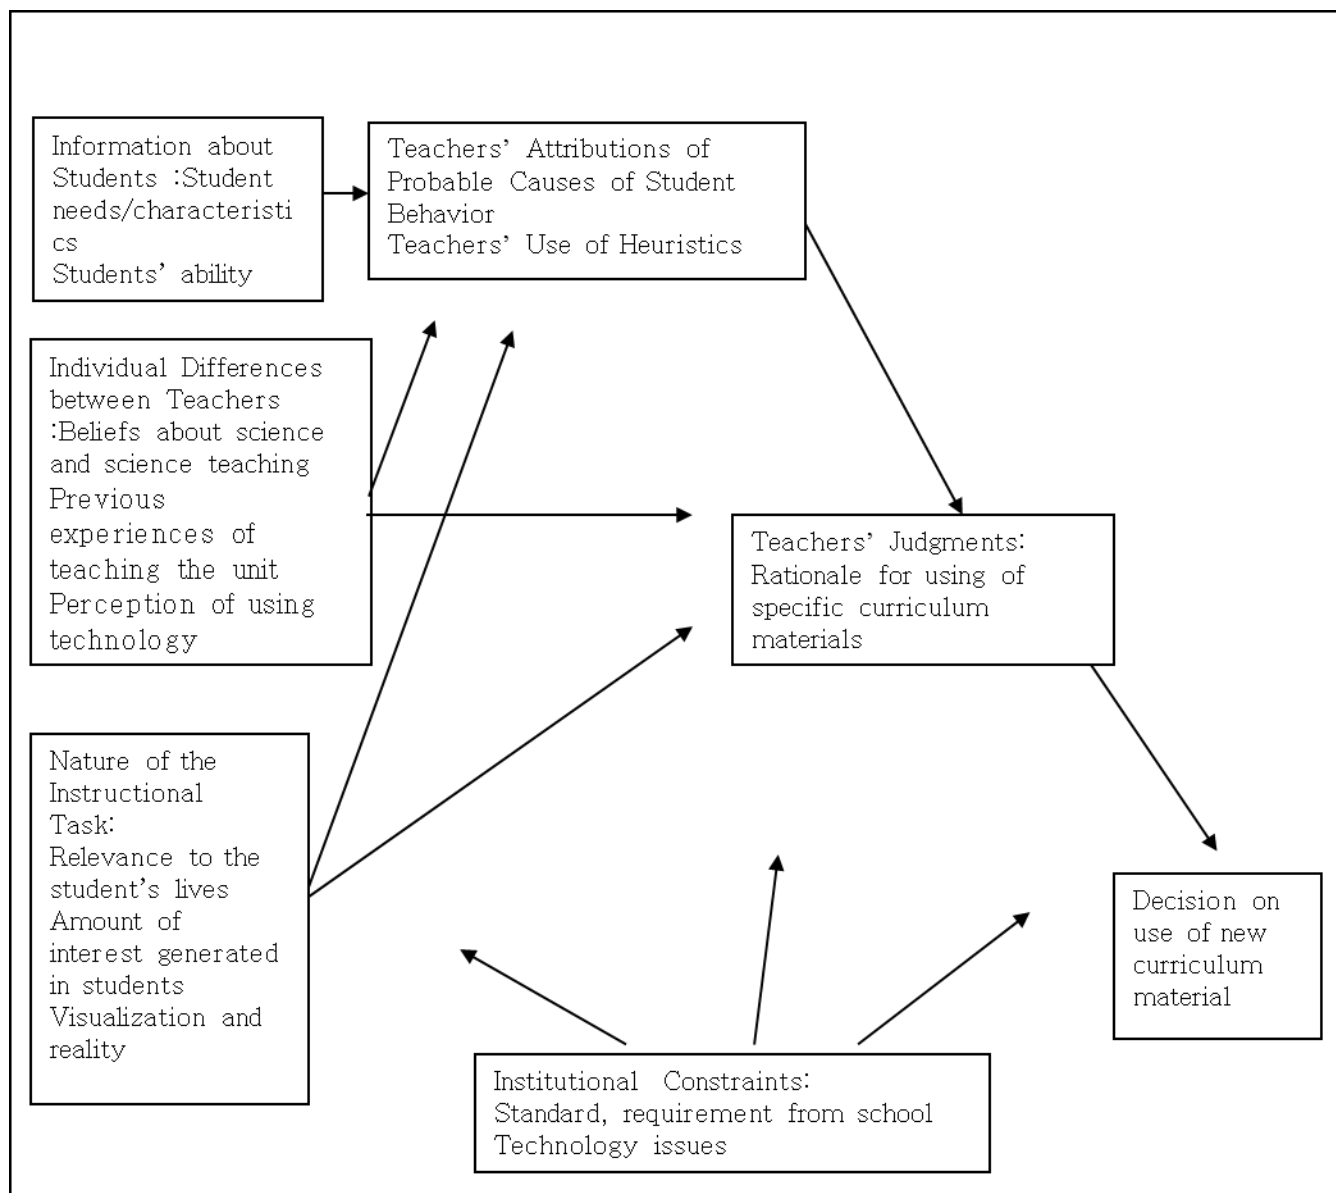 Information about
Students :Student
needs/characteristi
cs
Students' ability
Teachers' Attributions of
Probable Causes of Student
Behavior
Teachers' Use of Heuristics
Individual Differences
between Teachers
:Beliefs about science
and science teaching
Previous
experiences of
teaching the unit
Perception of using
technology
Teachers' Judgments:
Rationale for using of
specific curriculum
materials
Nature of the
Instructional
Task:
Relevance to the
student's lives
Amount of
interest generated
in students
Visualization and
reality
Decision on
use of new
curriculum
material
Institutional Constraints:
Standard, requirement from school
Technology issues